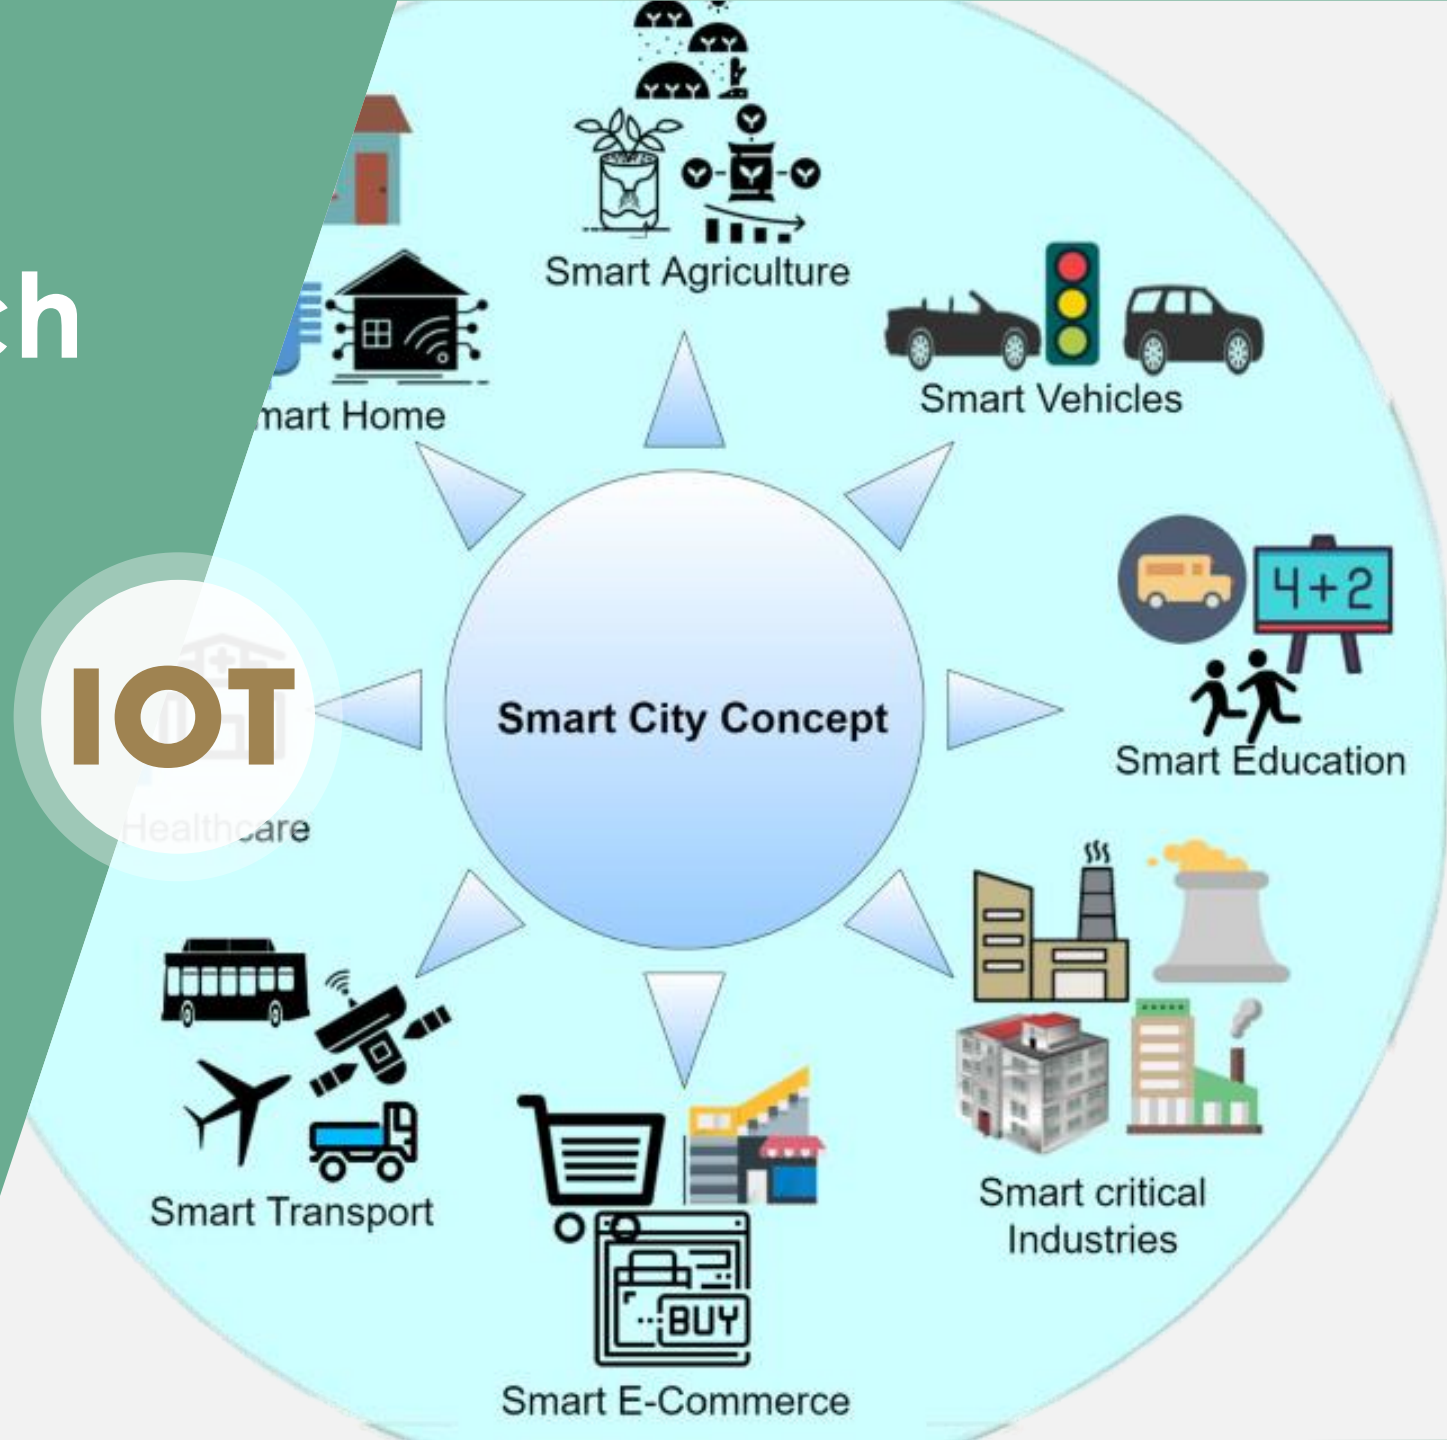 ch
Smart Agriculture
Smart Vehicles
mart Home
4+2
IOT
Smart City Concept
Smart Education
Healthcare
Smart critical
Industries
Smart Transport
BUY
Smart E-Commerce